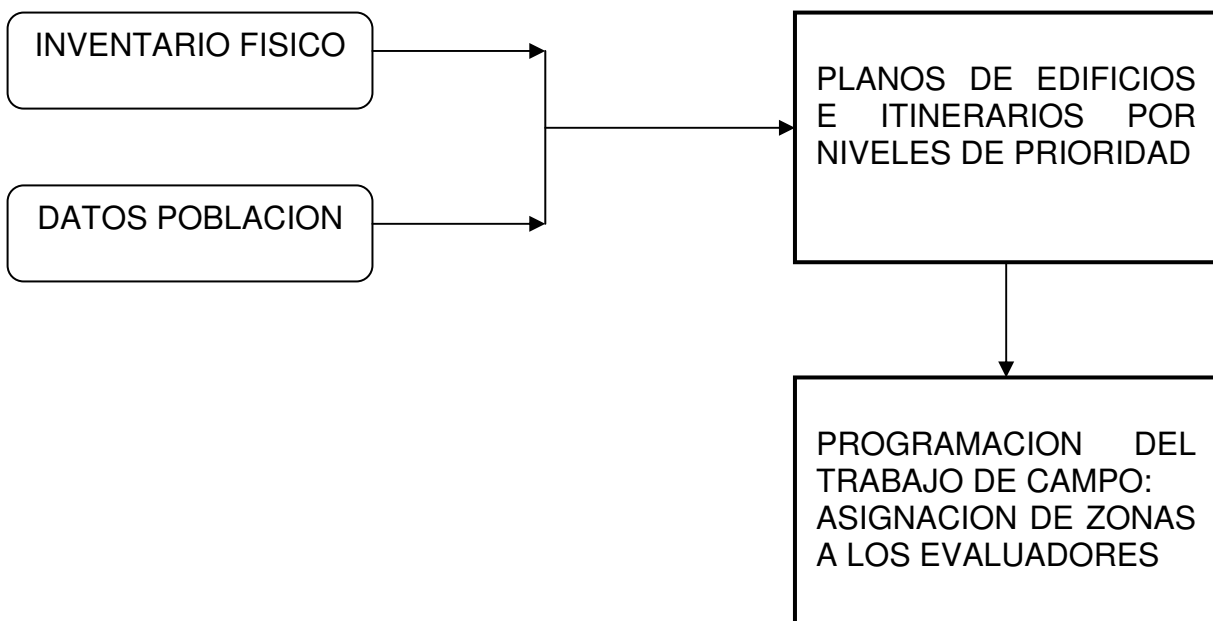 INVENTARIO FISICO
DATOS POBLACION
PLANOS DE EDIFICIOS
E ITINERARIOS POR
NIVELES DE PRIORIDAD
PROGRAMACION DEL
TRABAJO DE CAMPO:
ASIGNACION DE ZONAS
A LOS EVALUADORES